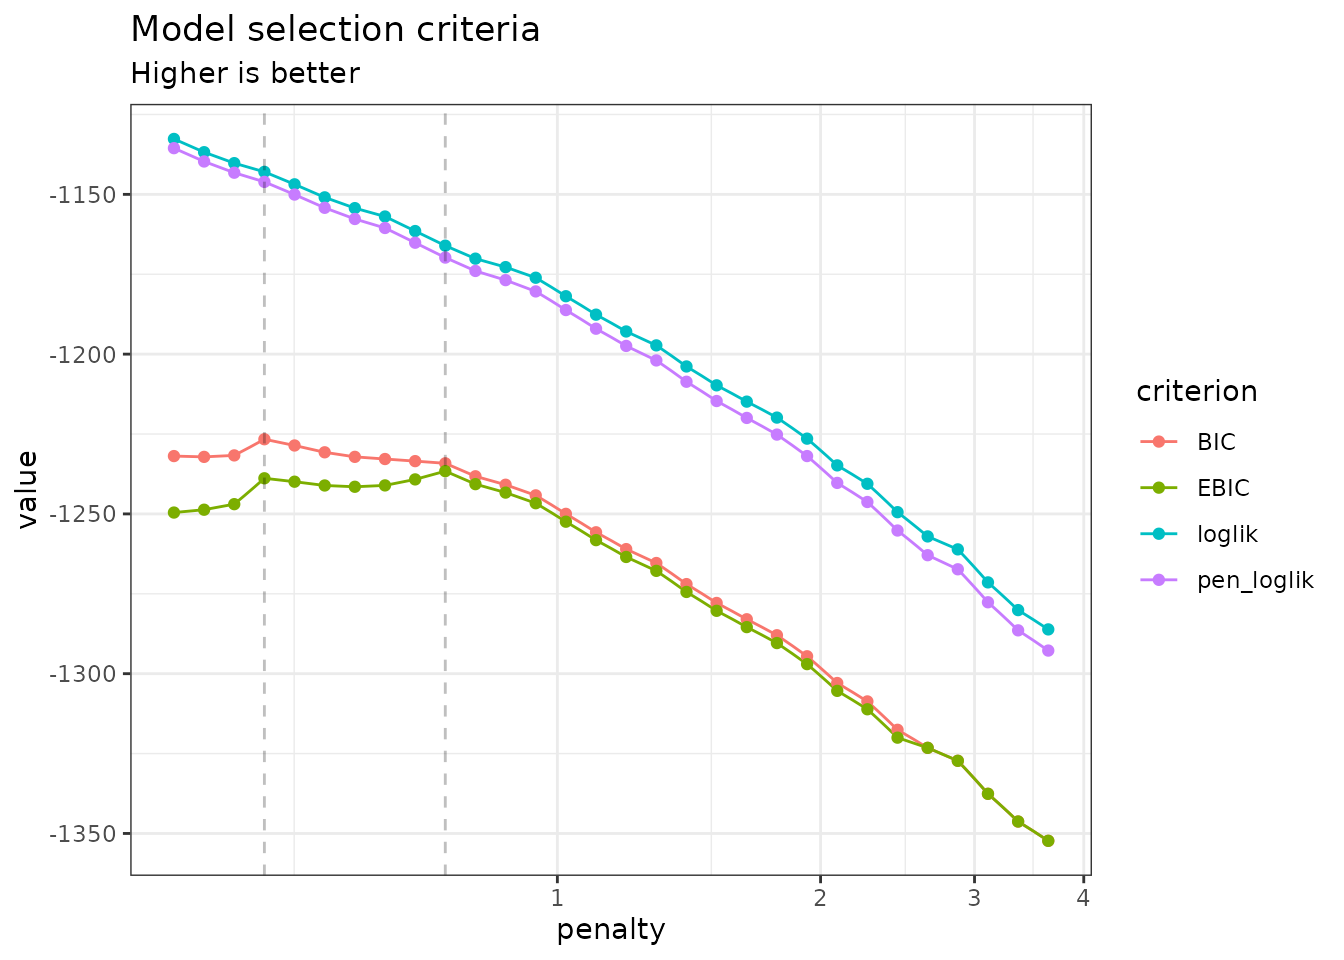 Model selection criteria
Higher is better
-1150
-1200
-1250
-1300
-1350
value
1
2
3
4
penalty
criterion
BIC
EBIC
loglik
pen_loglik